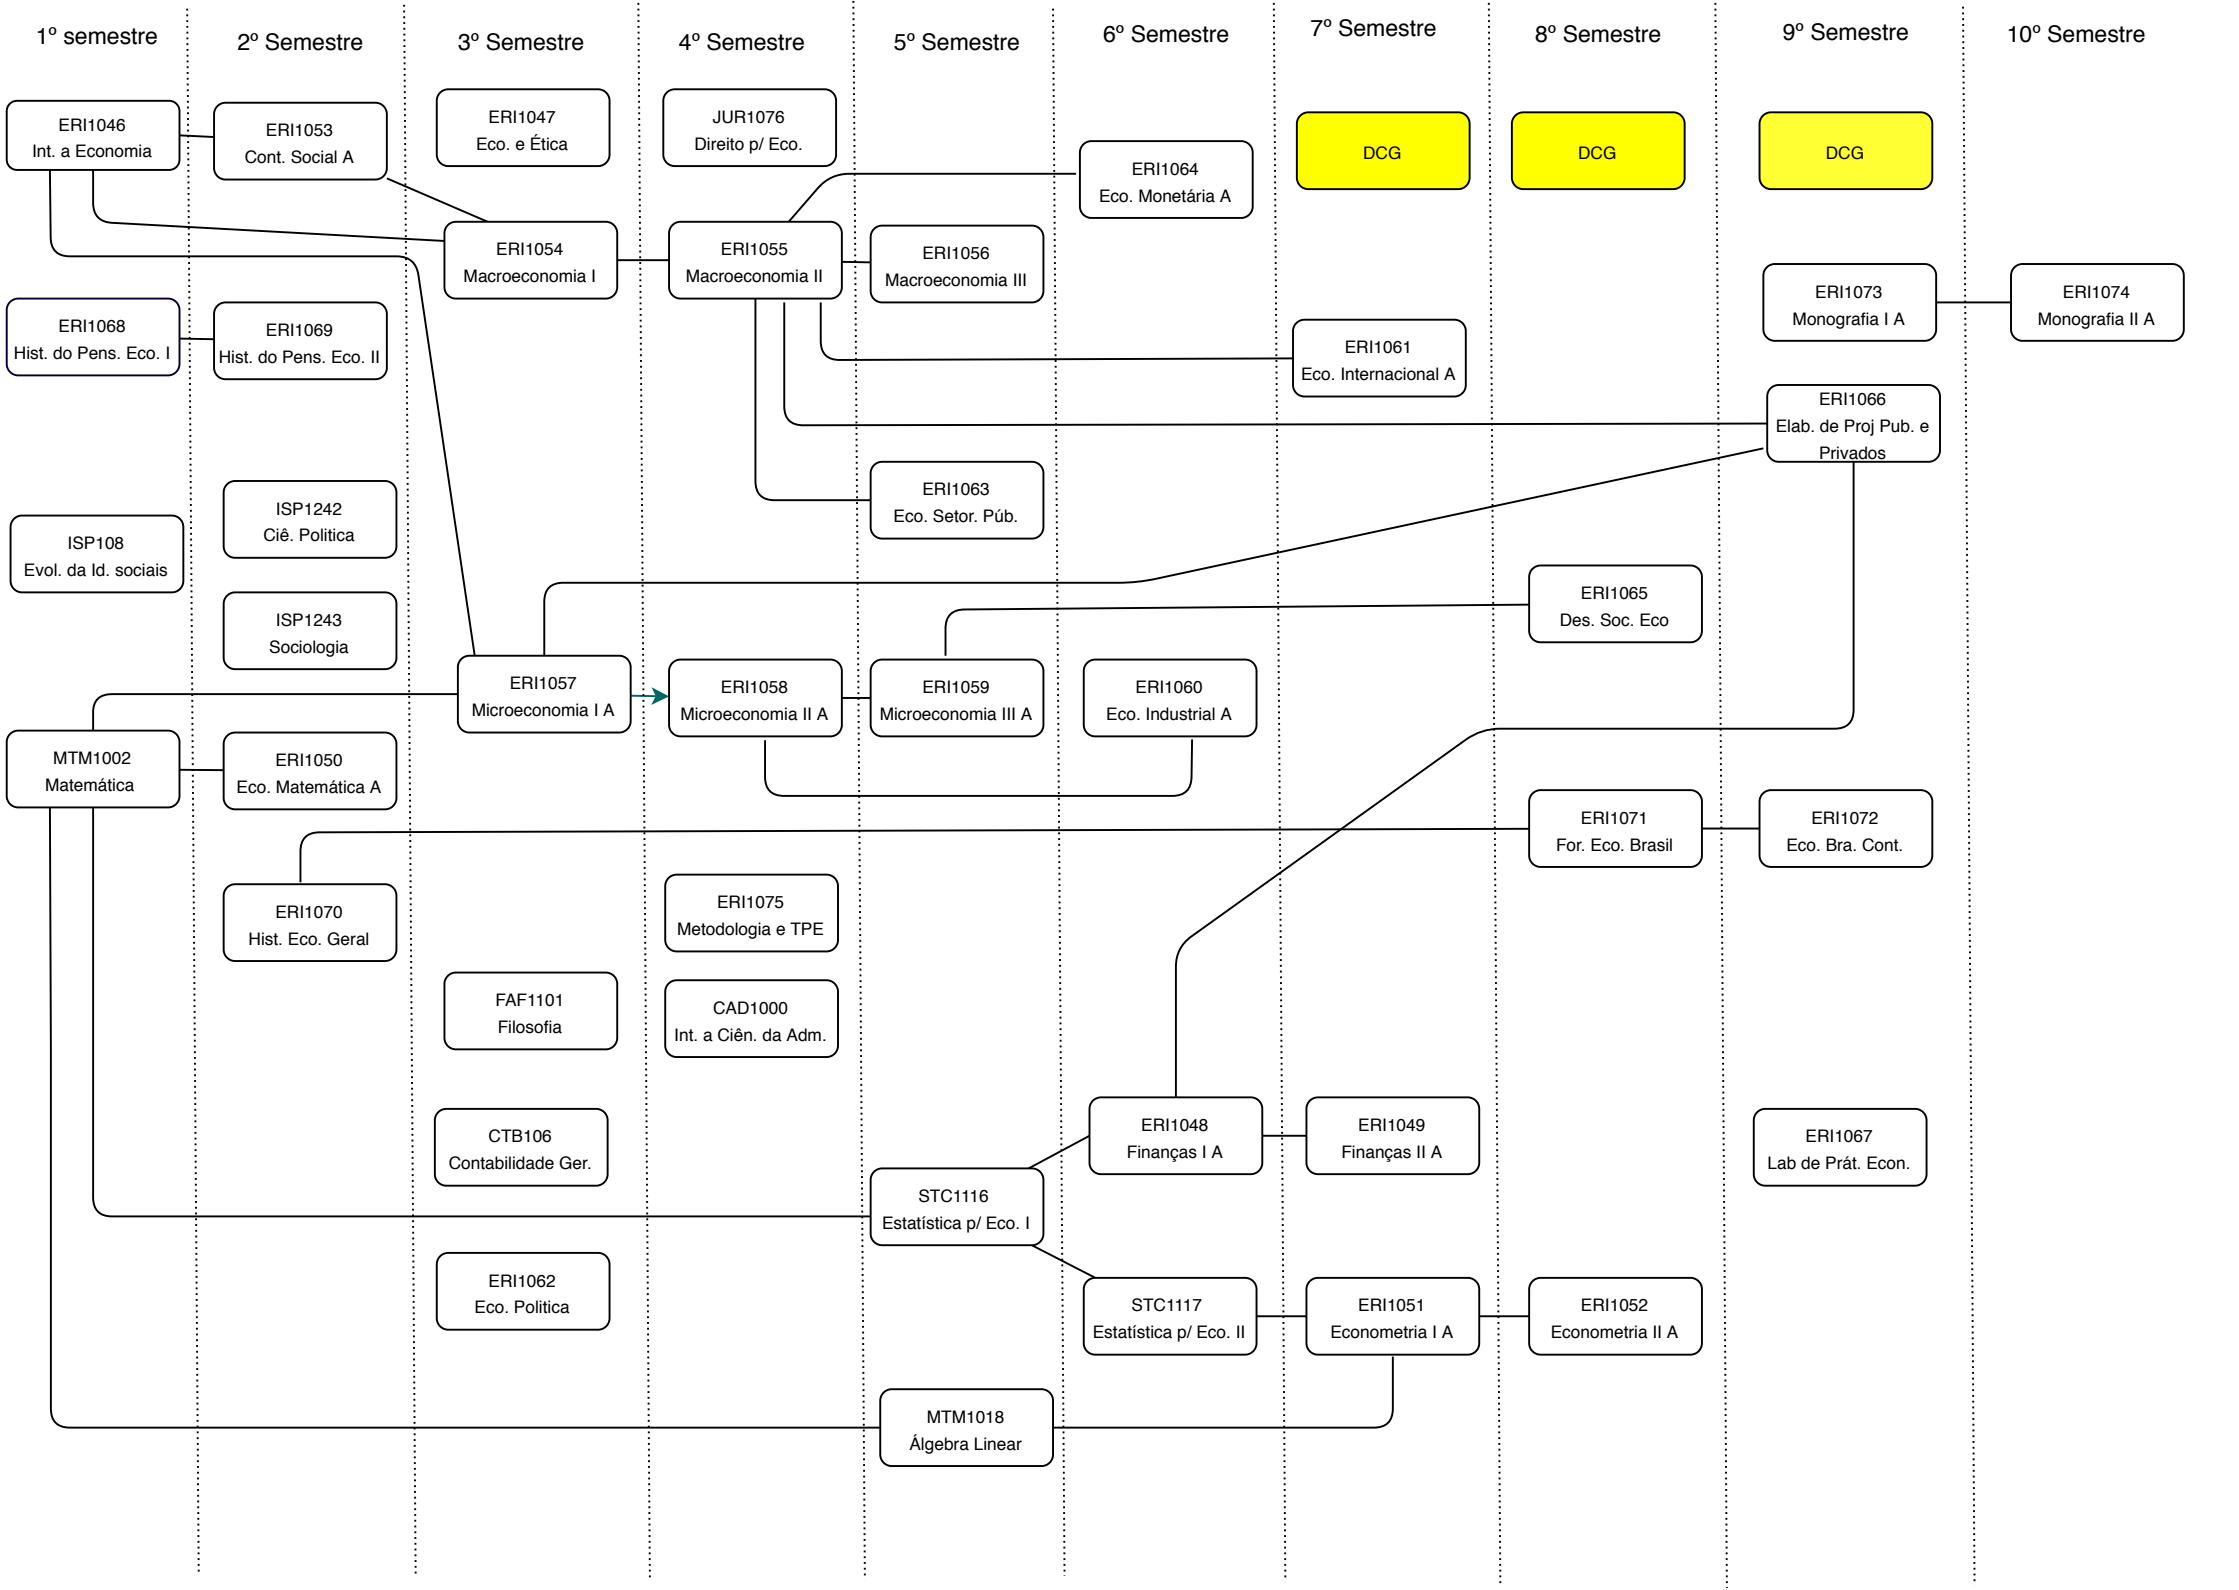 1º semestre
2º Semestre
3º Semestre
4º Semestre
5º Semestre
6º Semestre
7º Semestre
8º Semestre
9º Semestre
10º Semestre
ERI1046
Int. a Economia
ERI1068
Hist. do Pens. Eco. I
ISP108
Evol. da Id. sociais
MTM1002
Matemática
ERI1053
Cont. Social A
ERI1069
Hist. do Pens. Eco. II
ISP1242
Ciê. Politica
ISP1243
Sociologia
ERI1050
Eco. Matemática A
ERI1070
Hist. Eco. Geral
ERI1047
Eco. e Ética
ERI1054
Macroeconomia I
ERI1057
Microeconomia I A
FAF1101
Filosofia
CTB106
Contabilidade Ger.
ERI1062
Eco. Politica
JUR1076
Direito p/ Eco.
ERI1055
Macroeconomia II
ERI1058
Microeconomia II A
ERI1075
Metodologia e TPE
CAD1000
Int. a Ciên. da Adm.
ERI1056
Macroeconomia III
ERI1063
Eco. Setor. Púb.
ERI1059
Microeconomia III A
STC1116
Estatística p/ Eco. I
MTM1018
Álgebra Linear
ERI1064
Eco. Monetária A
ERI1060
Eco. Industrial A
ERI1048
Finanças I A
STC1117
Estatística p/ Eco. II
DCG
ERI1061
Eco. Internacional A
ERI1049
Finanças II A
ERI1051
Econometria I A
DCG
ERI1065
Des. Soc. Eco
ERI1071
For. Eco. Brasil
ERI1052
Econometria II A
DCG
ERI1073
Monografia I A
ERI1066
Elab. de Proj Pub. e
Privados
ERI1072
Eco. Bra. Cont.
ERI1067
Lab de Prát. Econ.
ERI1074
Monografia II A